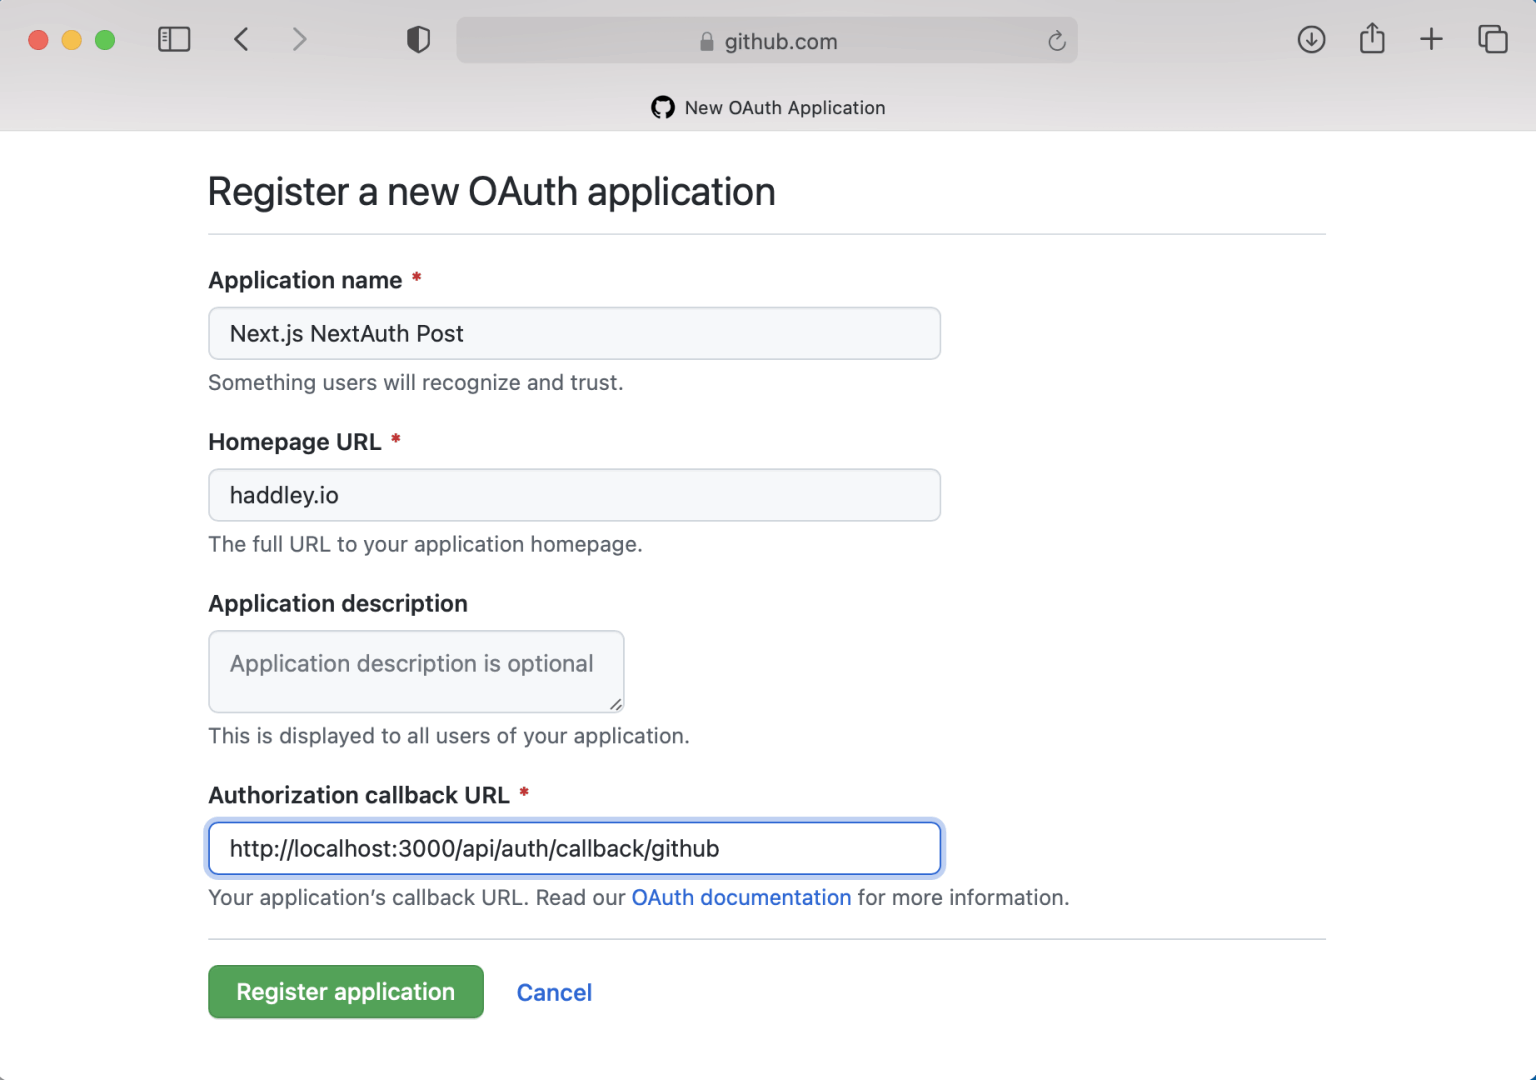 github.com
New OAuth Application
Register a new OAuth application
Application name *
Next.js NextAuth Post
Something users will recognize and trust.
Homepage URL *
haddley.io
The full URL to your application homepage.
Application description
Application description is optional
This is displayed to all users of your application.
Authorization callback URL *
http://localhost:3000/api/auth/callback/github
Your application’s callback URL. Read our OAuth documentation for more information.
Register application Cancel